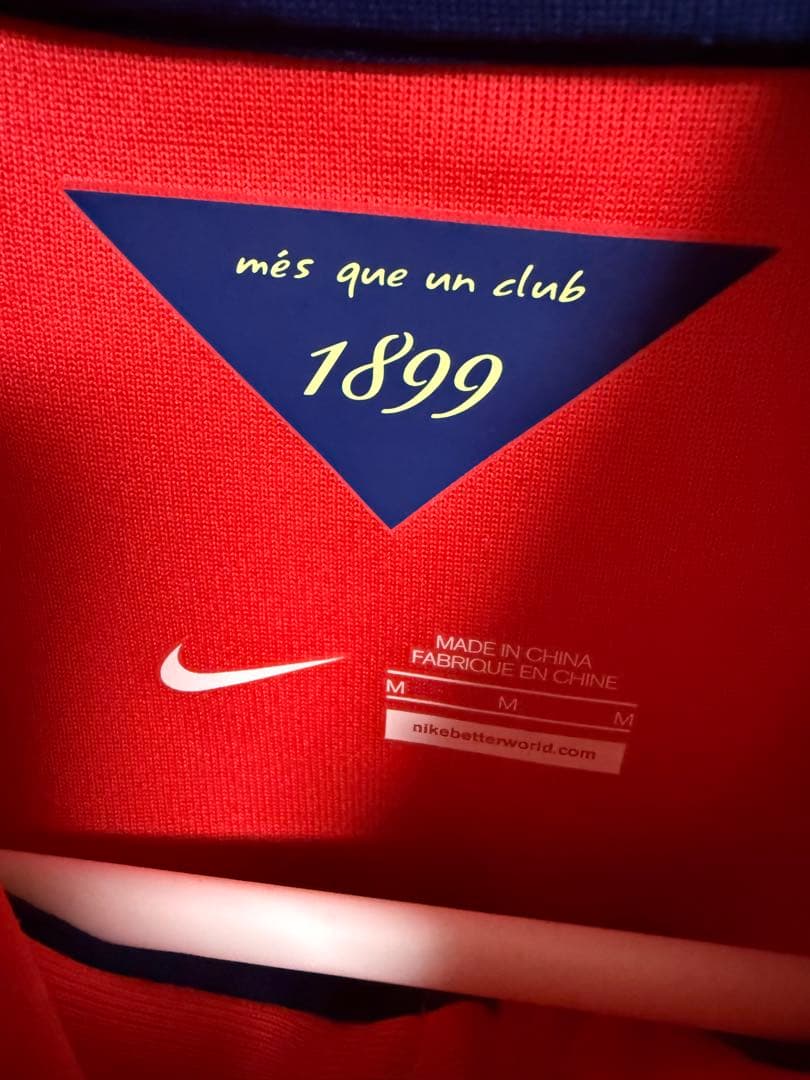 més que un club
1899
MADE IN CHINA
FABRIQUE EN CHINE
M M M
nikebetterworld.com